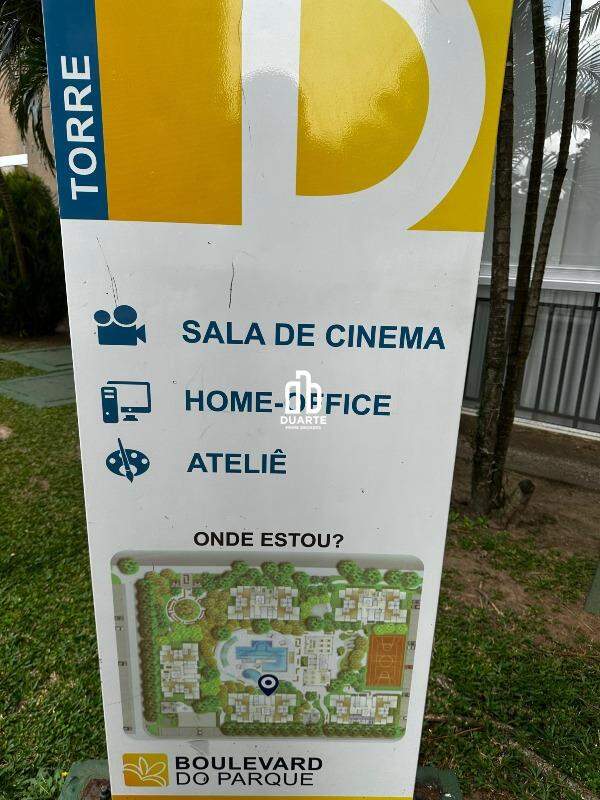 TORRE
D
SALA DE CINEMA
HOME-OFFICE
DUARTE
ATELIÊ
ONDE ESTOU?
BOULEVARD
DO PARQUE